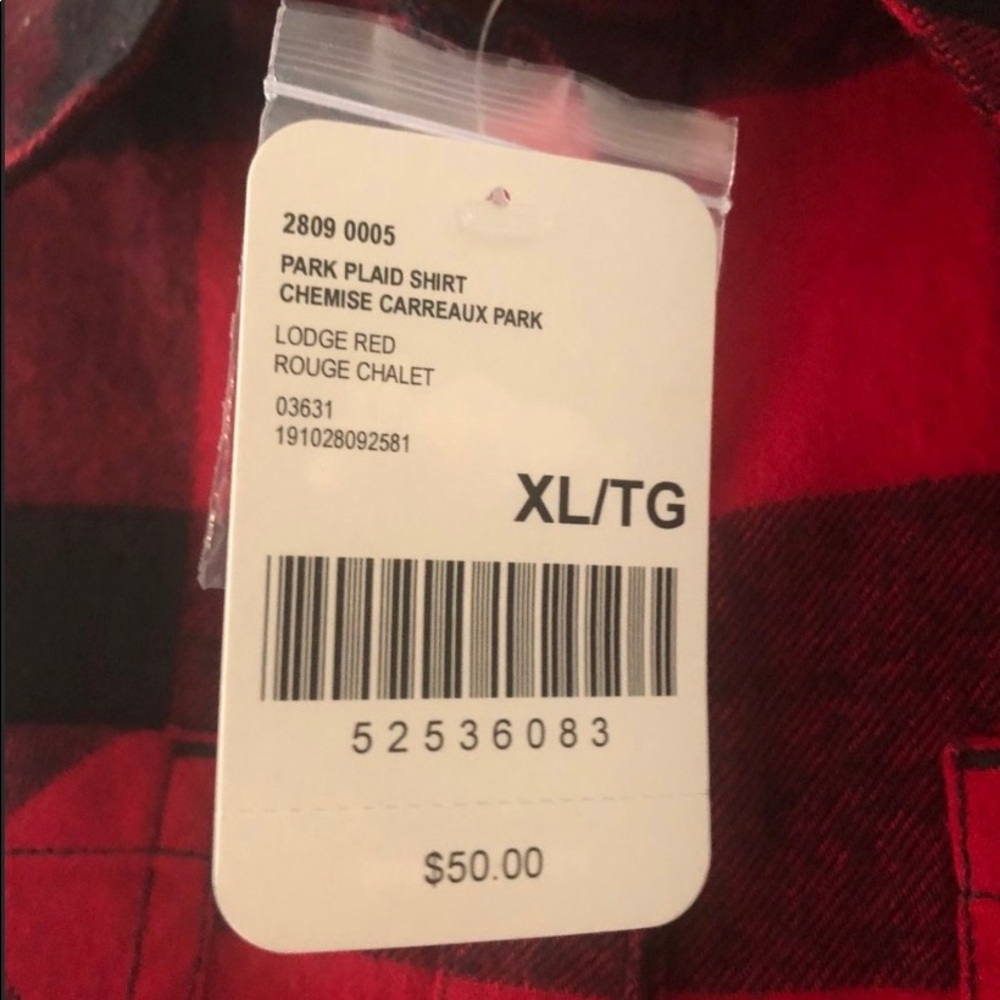 2809 0005
PARK PLAID SHIRT
CHEMISE CARREAUX PARK
LODGE RED
ROUGE CHALET
03631
191028092581
XL/TG
52536083
$50.00